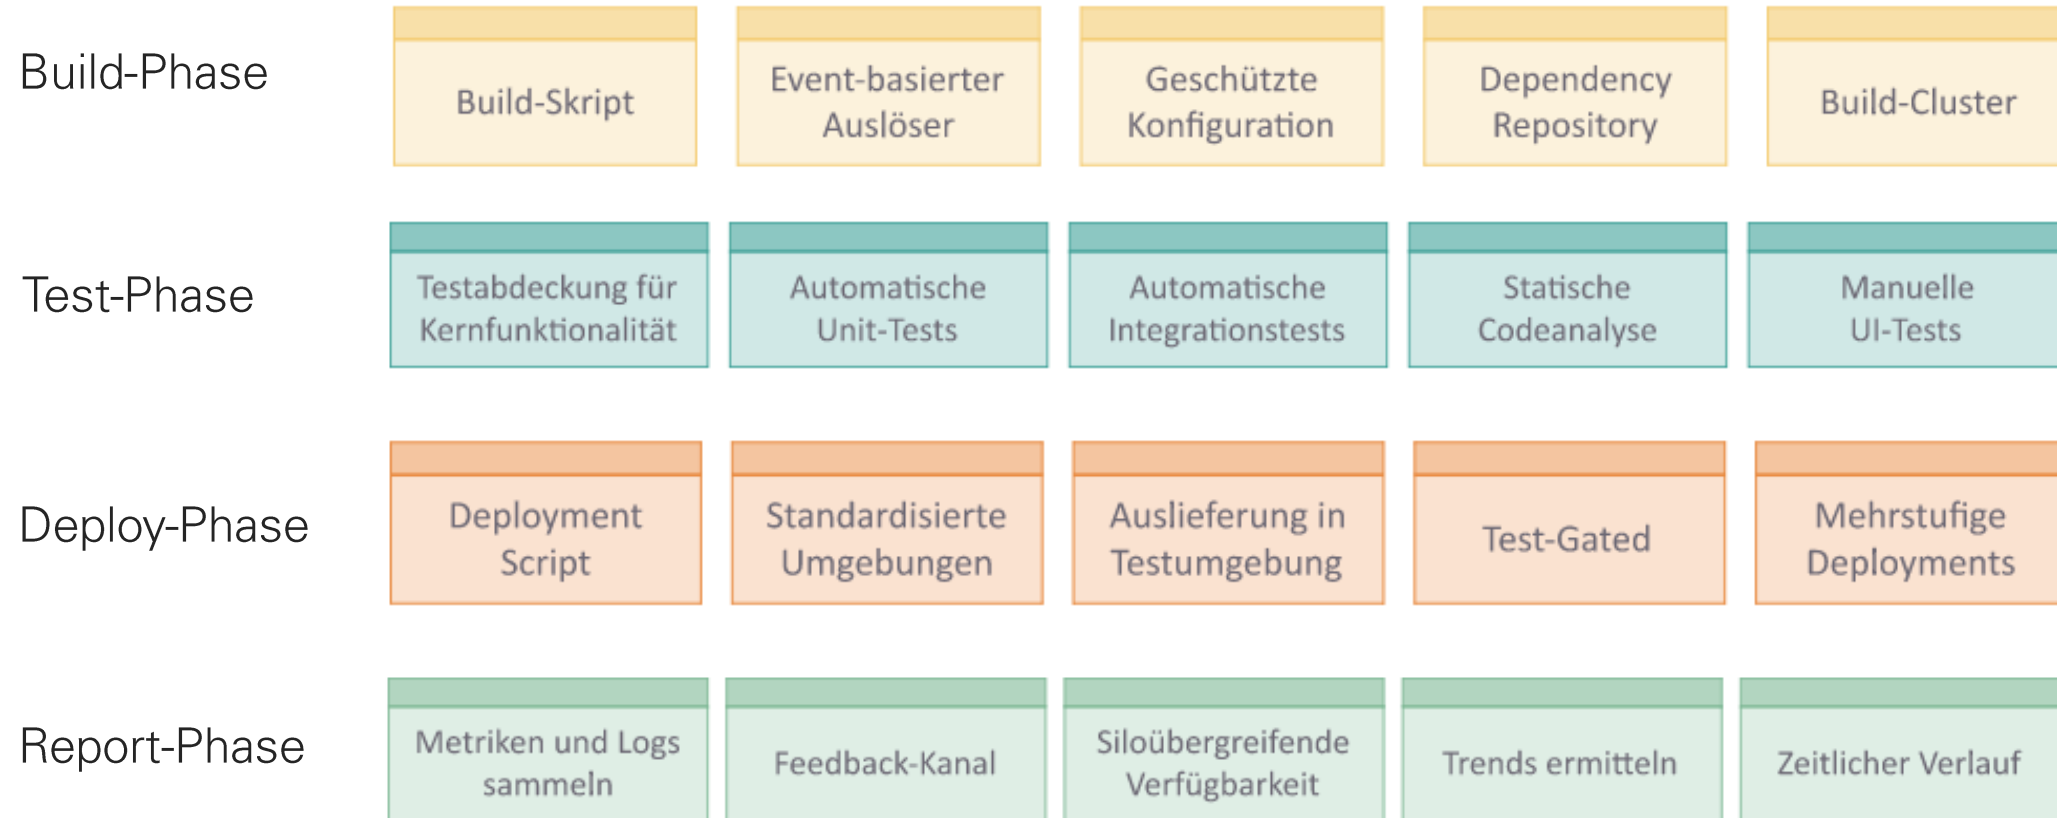 Build-Phase
Build-Skript
Event-basierter
Auslöser
Geschützte
Konfiguration
Dependency
Repository
Build-Cluster
Test-Phase
Testabdeckung für
Kernfunktionalität
Automatische
Unit-Tests
Automatische
Integrationstests
Statische
Codeanalyse
Manuelle
UI-Tests
Deploy-Phase
Deployment
Script
Standardisierte
Umgebungen
Auslieferung in
Testumgebung
Test-Gated
Mehrstufige
Deployments
Report-Phase
Metriken und Logs
sammeln
Feedback-Kanal
Siloübergreifende
Verfügbarkeit
Trends ermitteln
Zeitlicher Verlauf